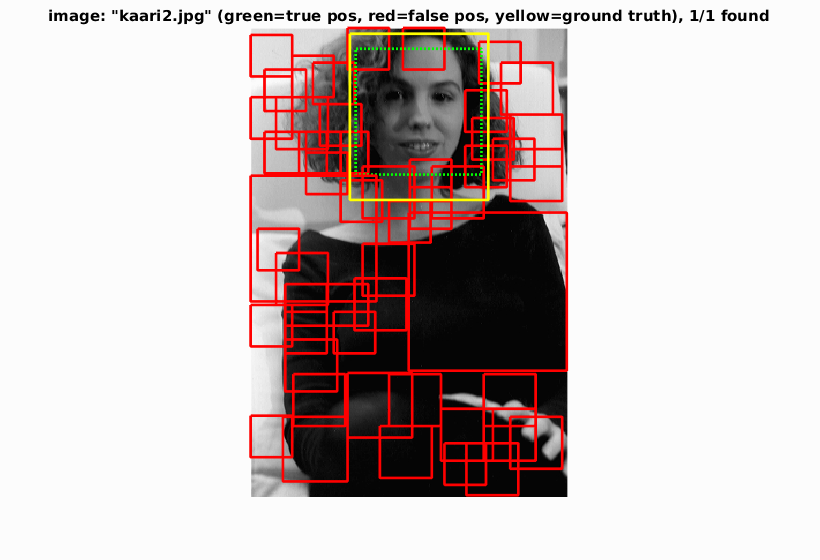 image: "kaari2.jpg" (green=true pos, red=false pos, yellow=ground truth), 1/1 found